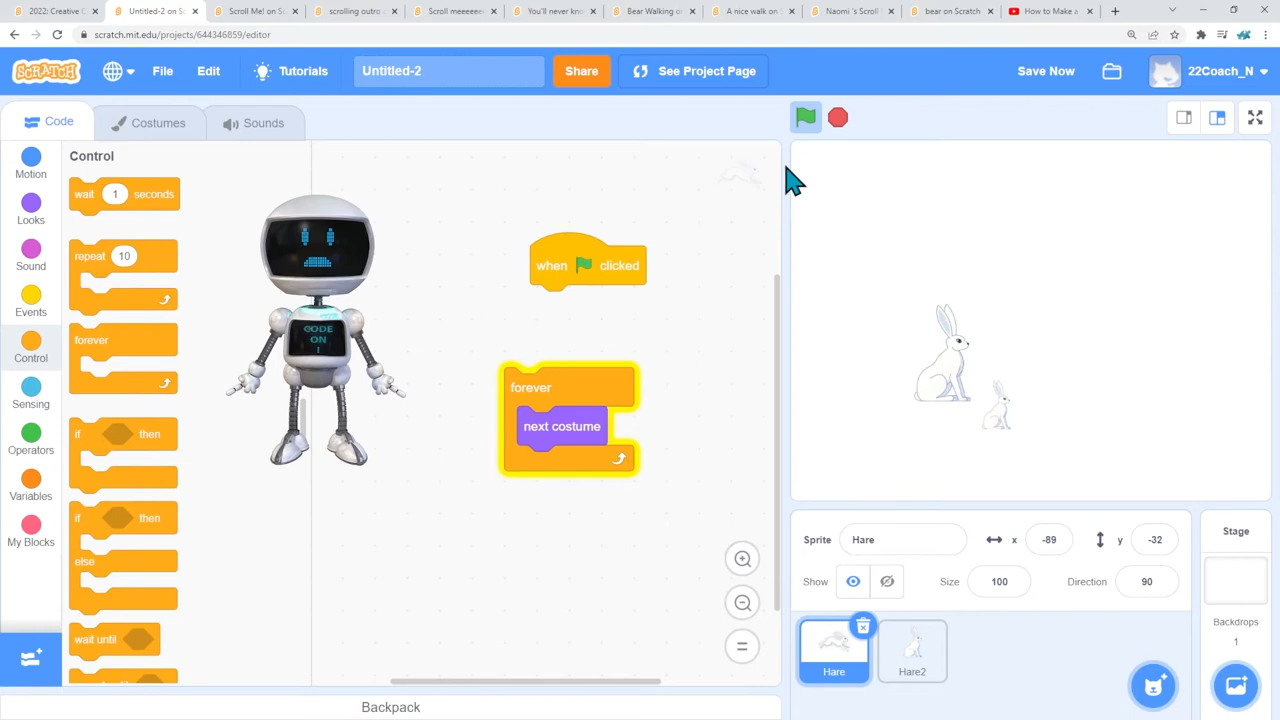 2022: Creative C
Untitled-2 on Sc
Scroll Me! on Sc
scrolling outro c
Scroll meeeeee
You'll never kno
Bear Walking on
A nice walk on S
Naomi 's Scroll
bear on Scratch
How to Make a
scratch.mit.edu/projects/644346859/editor
SCRATCH
File
Edit
Tutorials
Untitled-2
Share
See Project Page
Save Now
22Coach_N
Code
Costumes
Sounds
Motion
Looks
Sound
Events
Control
Sensing
Operators
Variables
My Blocks
Control
wait 1 seconds
repeat 10
forever
if then
if then
else
wait until
CODE
ON
!
when clicked
forever
next costume
Backpack
Sprite Hare x -89 y -32
Show Size 100 Direction 90
Hare
Hare2
Stage
Backdrops
1